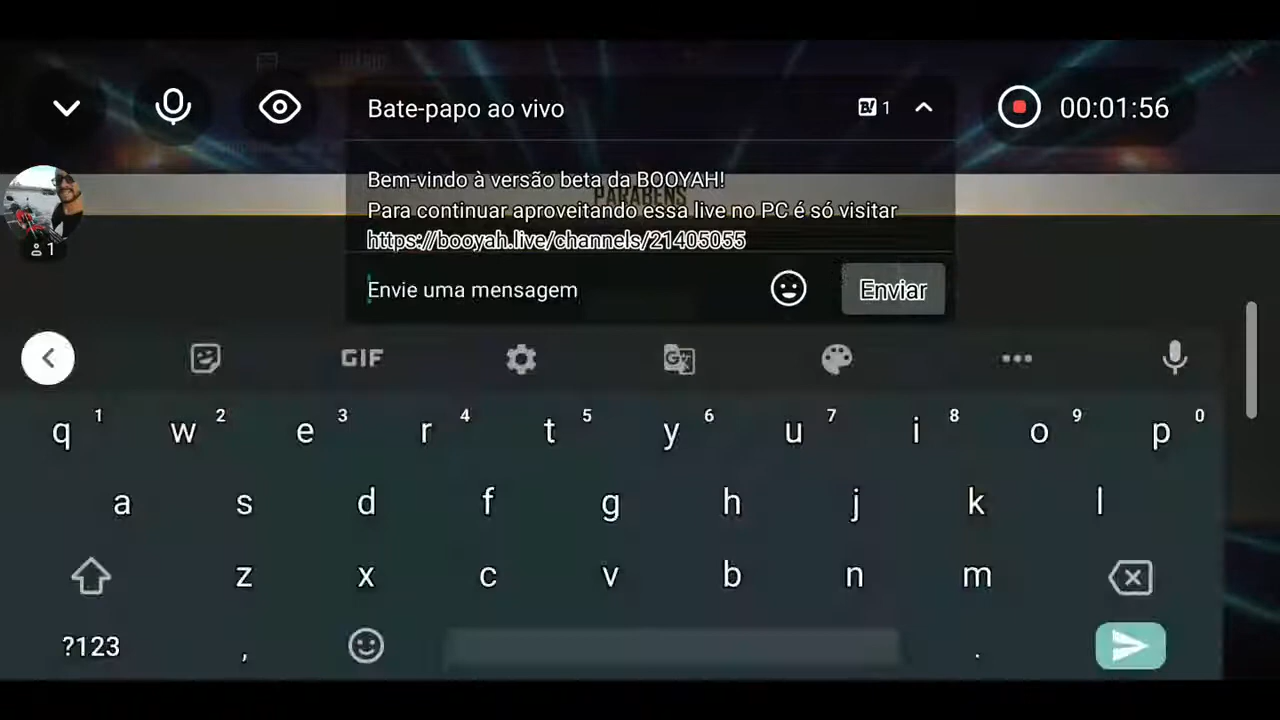 Bate-papo ao vivo
B! 1
00:01:56
Bem-vindo à versão beta da BOOYAH!
PARABÉNS
Para continuar aproveitando essa live no PC é só visitar
https://booyah.live/channels/21405055
1
Envie uma mensagem
Enviar
GIF
q 1 w 2 e 3 r 4 t 5 y 6 u 7 i 8 o 9 p 0
a s d f g h j k l
z x c v b n m
?123 , .